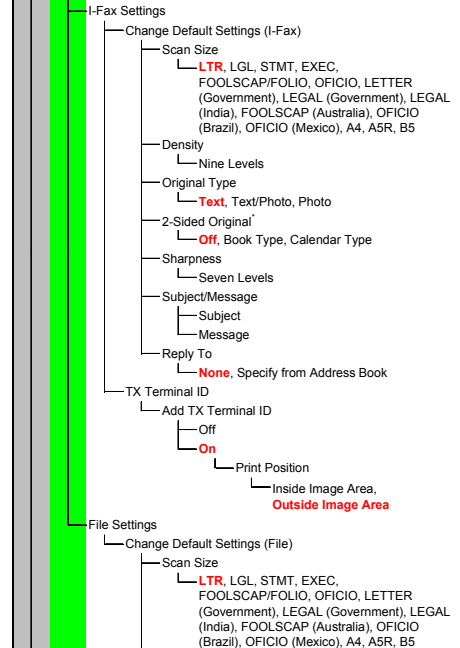 I-Fax Settings
Change Default Settings (I-Fax)
Scan Size
LTR, LGL, STMT, EXEC,
FOOLSCAP/FOLIO, OFICIO, LETTER
(Government), LEGAL (Government), LEGAL
(India), FOOLSCAP (Australia), OFICIO
(Brazil), OFICIO (Mexico), A4, A5R, B5
Density
Nine Levels
Original Type
Text, Text/Photo, Photo
2-Sided Original*
Off, Book Type, Calendar Type
Sharpness
Seven Levels
Subject/Message
Subject
Message
Reply To
None, Specify from Address Book
TX Terminal ID
Add TX Terminal ID
Off
On
Print Position
Inside Image Area,
Outside Image Area
File Settings
Change Default Settings (File)
Scan Size
LTR, LGL, STMT, EXEC,
FOOLSCAP/FOLIO, OFICIO, LETTER
(Government), LEGAL (Government), LEGAL
(India), FOOLSCAP (Australia), OFICIO
(Brazil), OFICIO (Mexico), A4, A5R, B5